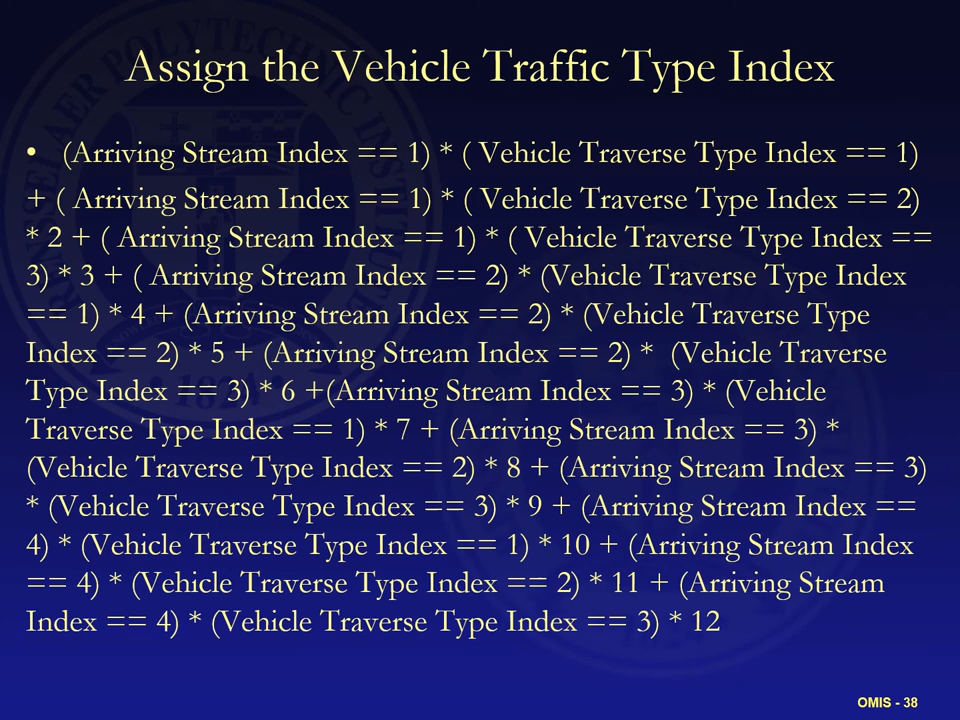 Assign the Vehicle Traffic Type Index
• (Arriving Stream Index == 1) * ( Vehicle Traverse Type Index == 1)
+ ( Arriving Stream Index == 1) * ( Vehicle Traverse Type Index == 2)
* 2 + ( Arriving Stream Index == 1) * ( Vehicle Traverse Type Index ==
3) * 3 + ( Arriving Stream Index == 2) * (Vehicle Traverse Type Index
== 1) * 4 + (Arriving Stream Index == 2) * (Vehicle Traverse Type
Index == 2) * 5 + (Arriving Stream Index == 2) * (Vehicle Traverse
Type Index == 3) * 6 +(Arriving Stream Index == 3) * (Vehicle
Traverse Type Index == 1) * 7 + (Arriving Stream Index == 3) *
(Vehicle Traverse Type Index == 2) * 8 + (Arriving Stream Index == 3)
* (Vehicle Traverse Type Index == 3) * 9 + (Arriving Stream Index ==
4) * (Vehicle Traverse Type Index == 1) * 10 + (Arriving Stream Index
== 4) * (Vehicle Traverse Type Index == 2) * 11 + (Arriving Stream
Index == 4) * (Vehicle Traverse Type Index == 3) * 12
OMIS - 38